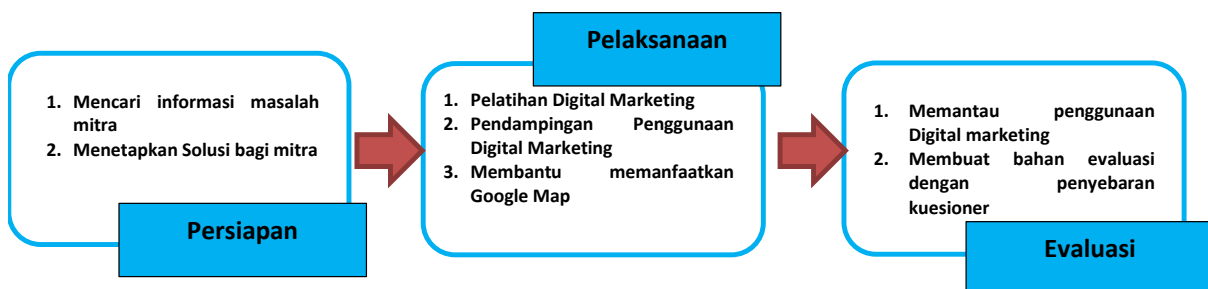 1. Mencari informasi masalah
mitra
2. Menetapkan Solusi bagi mitra
Persiapan
Pelaksanaan
1. Pelatihan Digital Marketing
2. Pendampingan Penggunaan
Digital Marketing
3. Membantu memanfaatkan
Google Map
1. Memantau penggunaan
Digital marketing
2. Membuat bahan evaluasi
dengan penyebaran
kuesioner
Evaluasi